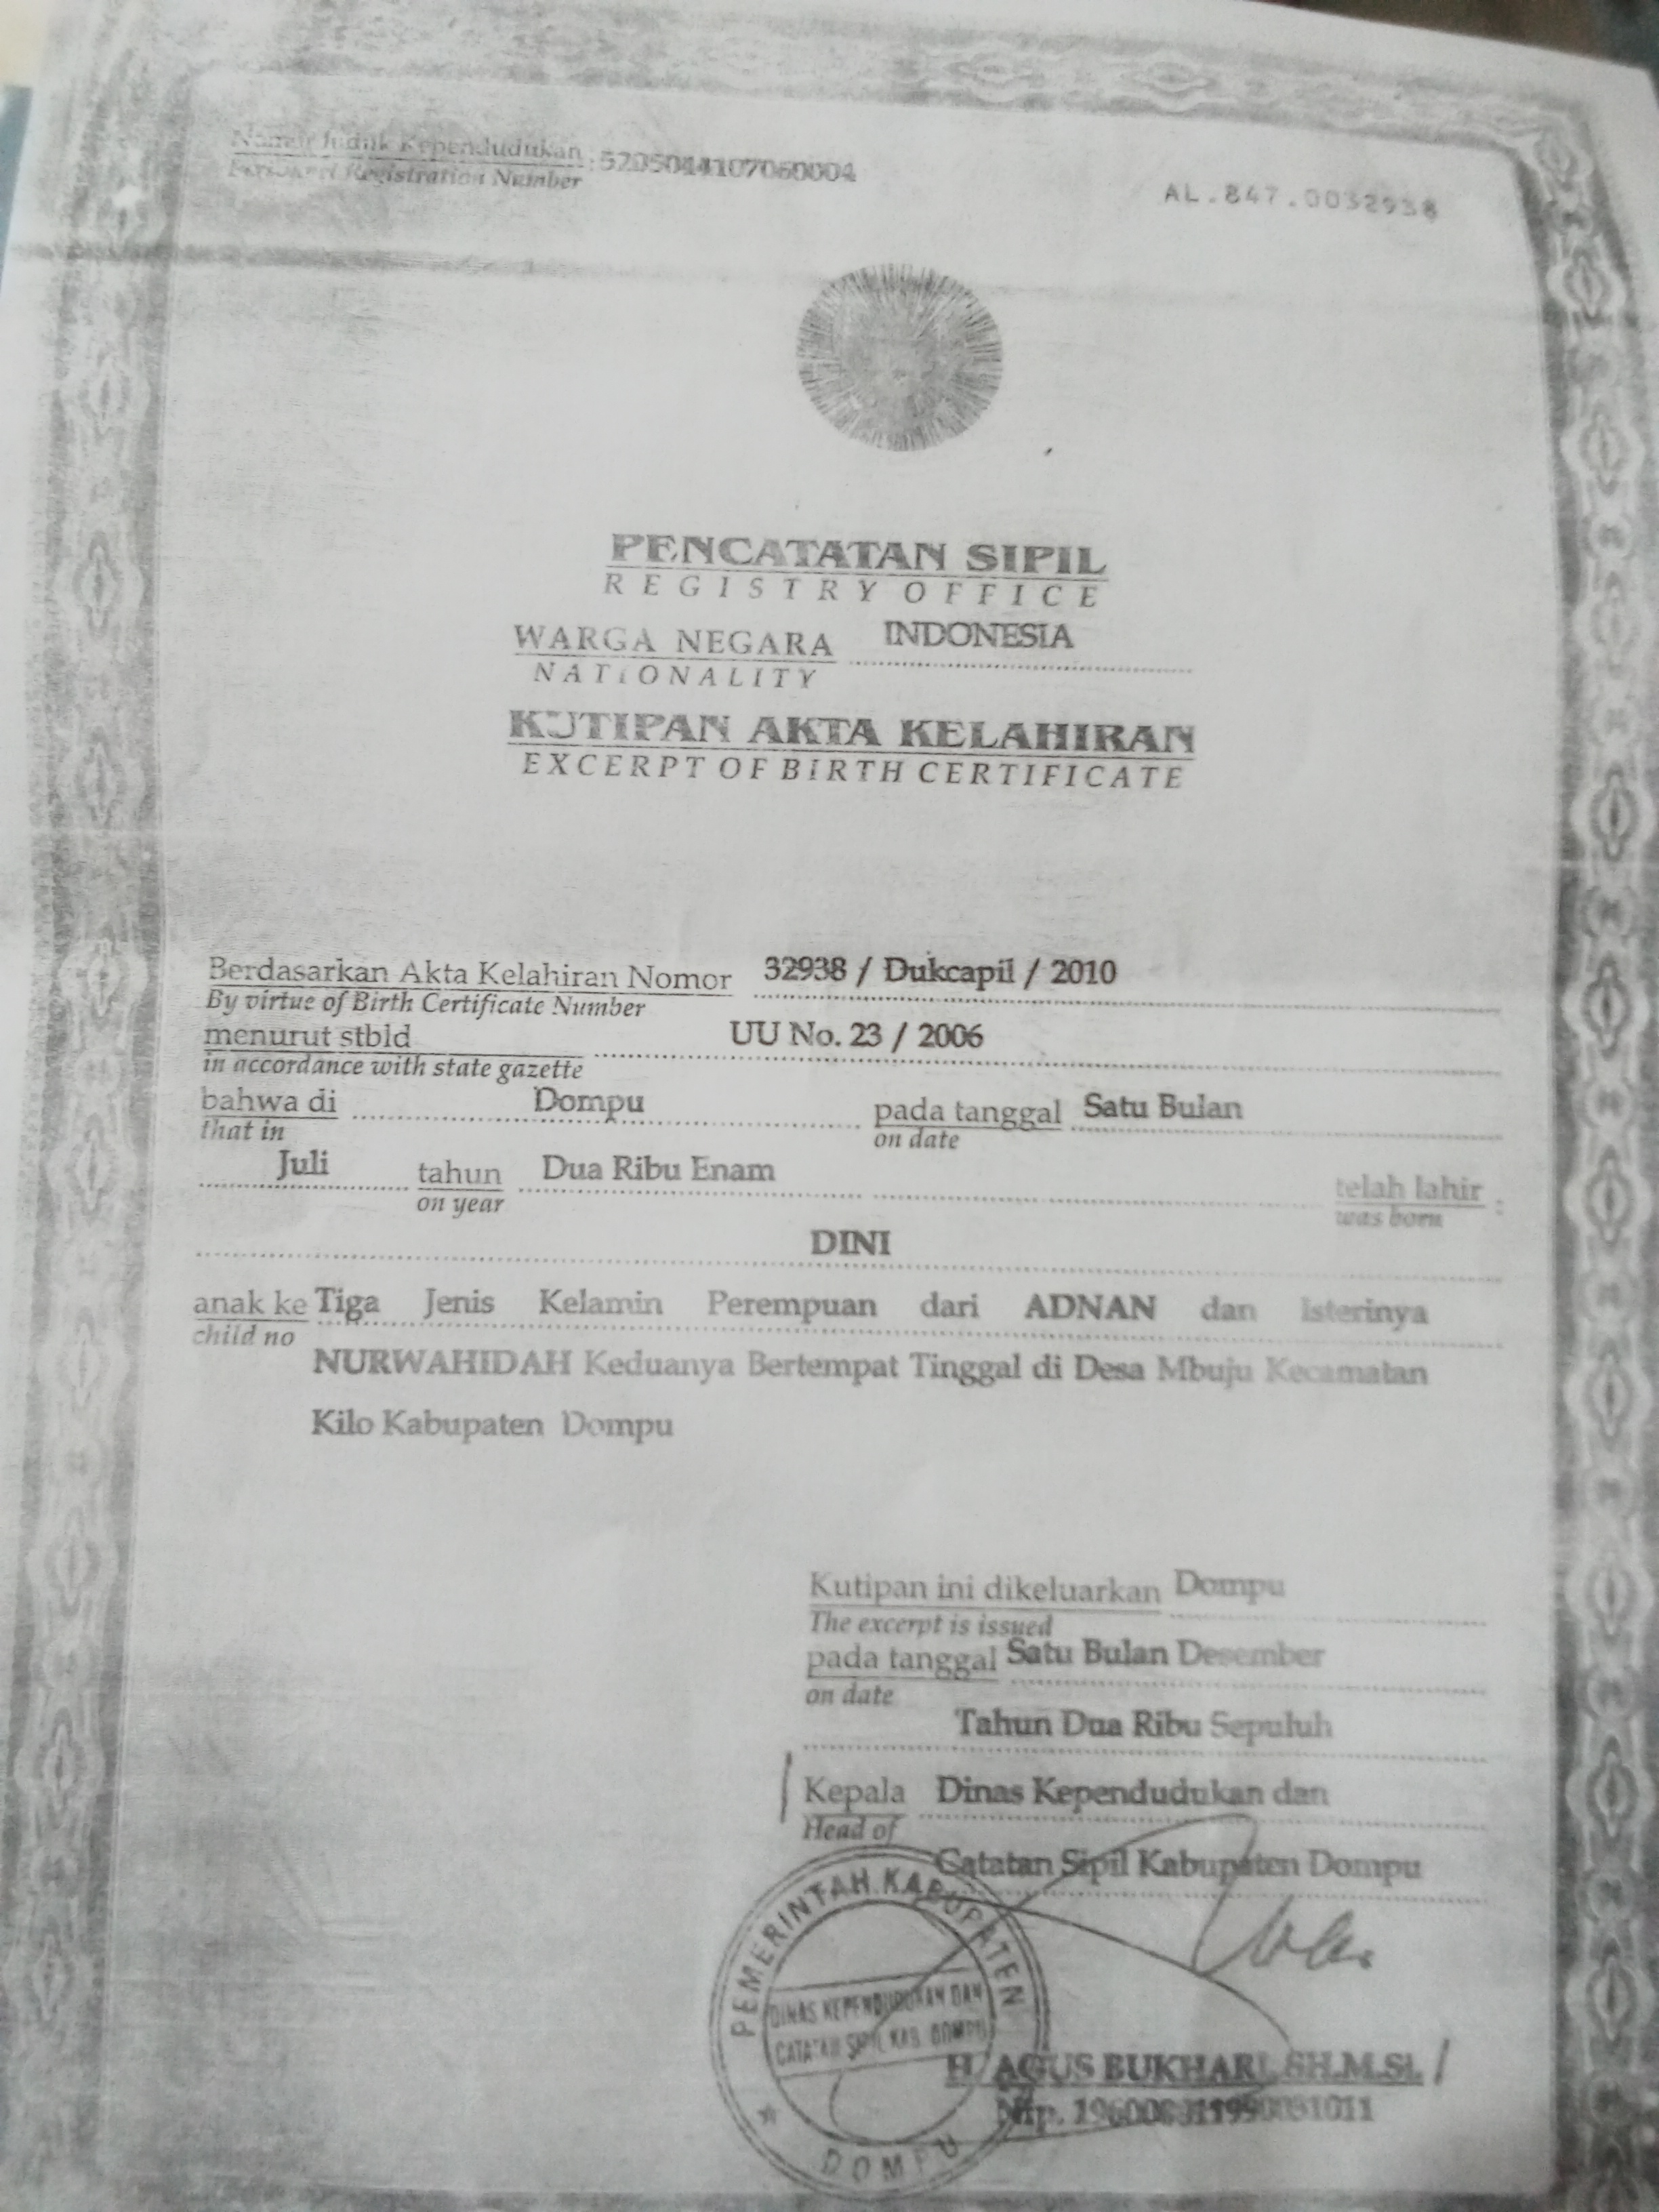 Nomor Induk Kependudukan : 5205044107060004
Personnel Registration Number
AL.847.0032938
PENCATATAN SIPIL
REGISTRY OFFICE
WARGA NEGARA INDONESIA
NATIONALITY
KUTIPAN AKTA KELAHIRAN
EXCERPT OF BIRTH CERTIFICATE
Berdasarkan Akta Kelahiran Nomor 32938 / Dukcapil / 2010
By virtue of Birth Certificate Number
menurut stbld UU No. 23 / 2006
in accordance with state gazette
bahwa di Dompu pada tanggal Satu Bulan
that in on date
Juli tahun Dua Ribu Enam telah lahir :
on year was born
DINI
anak ke Tiga Jenis Kelamin Perempuan dari ADNAN dan Isterinya
child no
NURWAHIDAH Keduanya Bertempat Tinggal di Desa Mbuju Kecamatan
Kilo Kabupaten Dompu
Kutipan ini dikeluarkan Dompu
The excerpt is issued
pada tanggal Satu Bulan Desember
on date
Tahun Dua Ribu Sepuluh
Kepala Dinas Kependudukan dan
Head of
Catatan Sipil Kabupaten Dompu
PEMERINTAH KABUPATEN
DINAS KEPENDUDUKAN DAN
CATATAN SIPIL KAB. DOMPU
DOMPU
H. AGUS BUKHARI, SH.M.Si.
Nip.